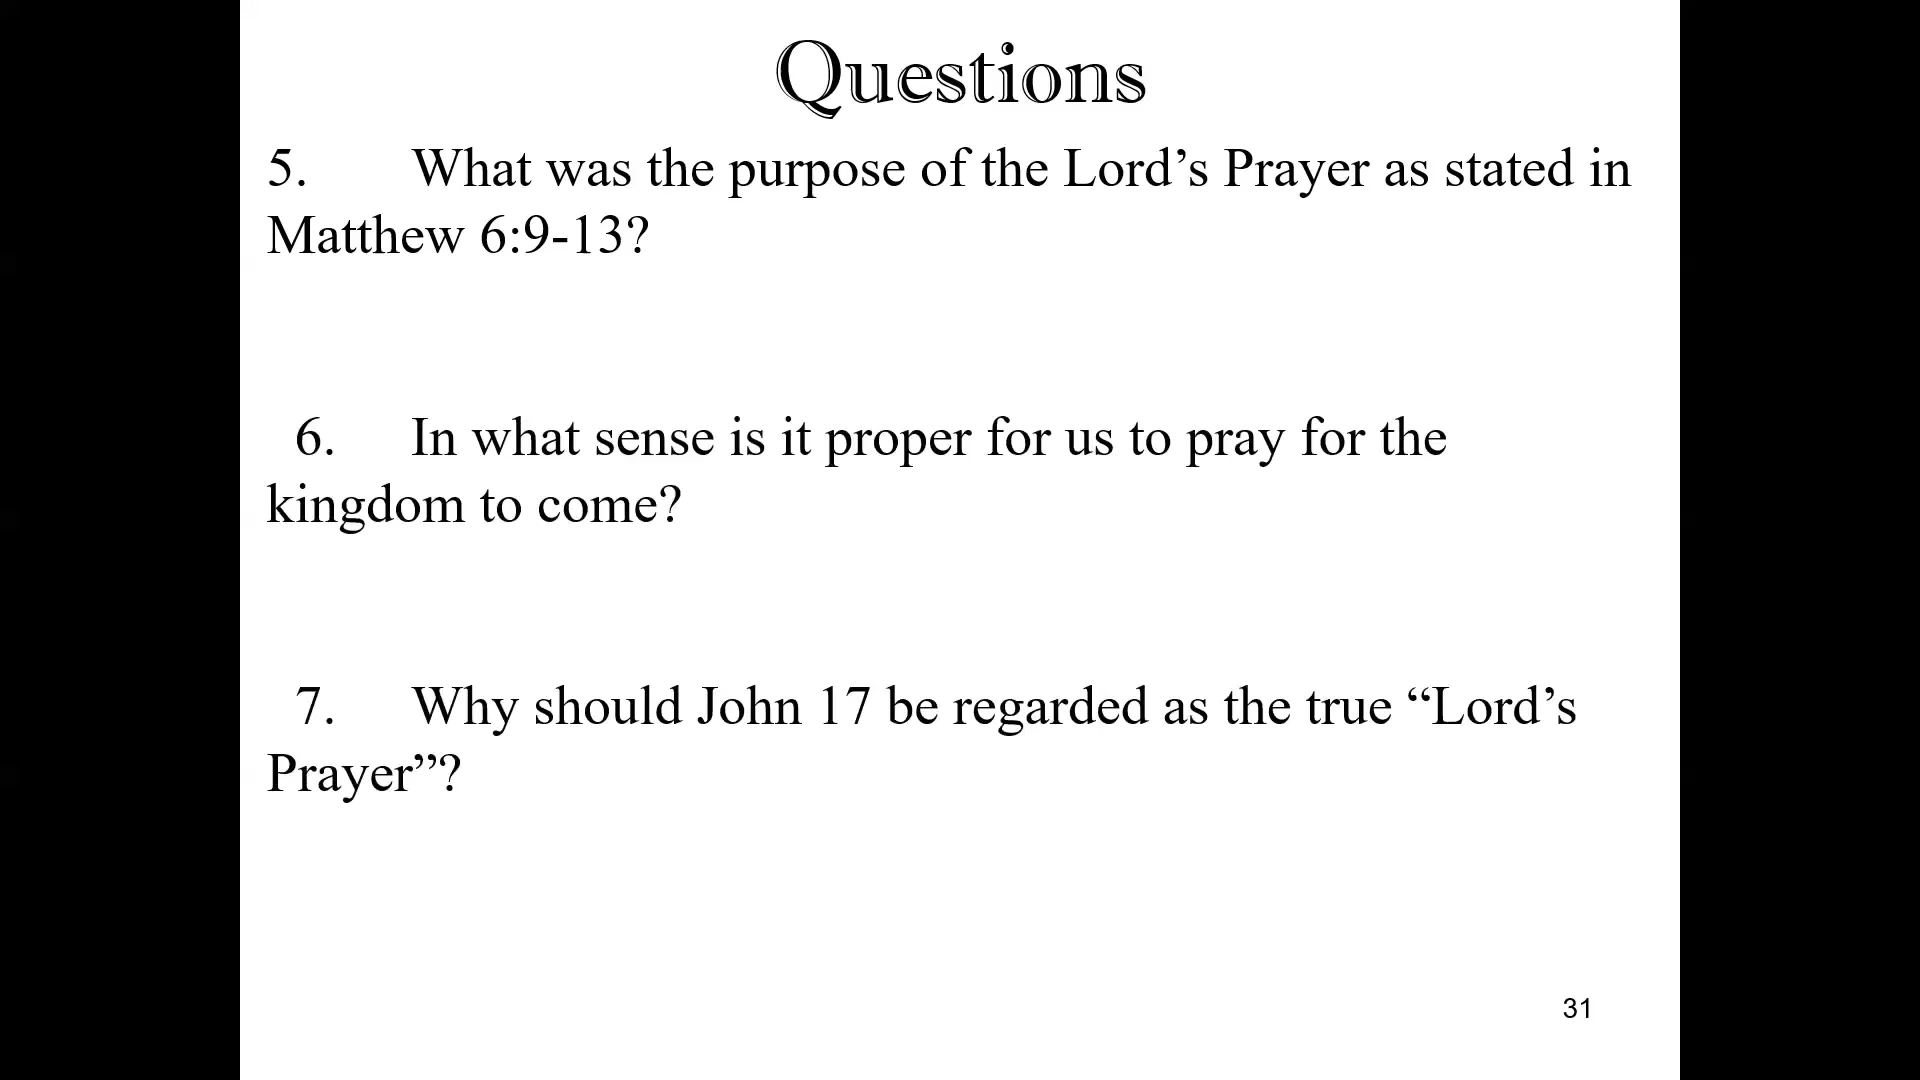 Questions
5. What was the purpose of the Lord’s Prayer as stated in
Matthew 6:9-13?
6. In what sense is it proper for us to pray for the
kingdom to come?
7. Why should John 17 be regarded as the true “Lord’s
Prayer”?
31